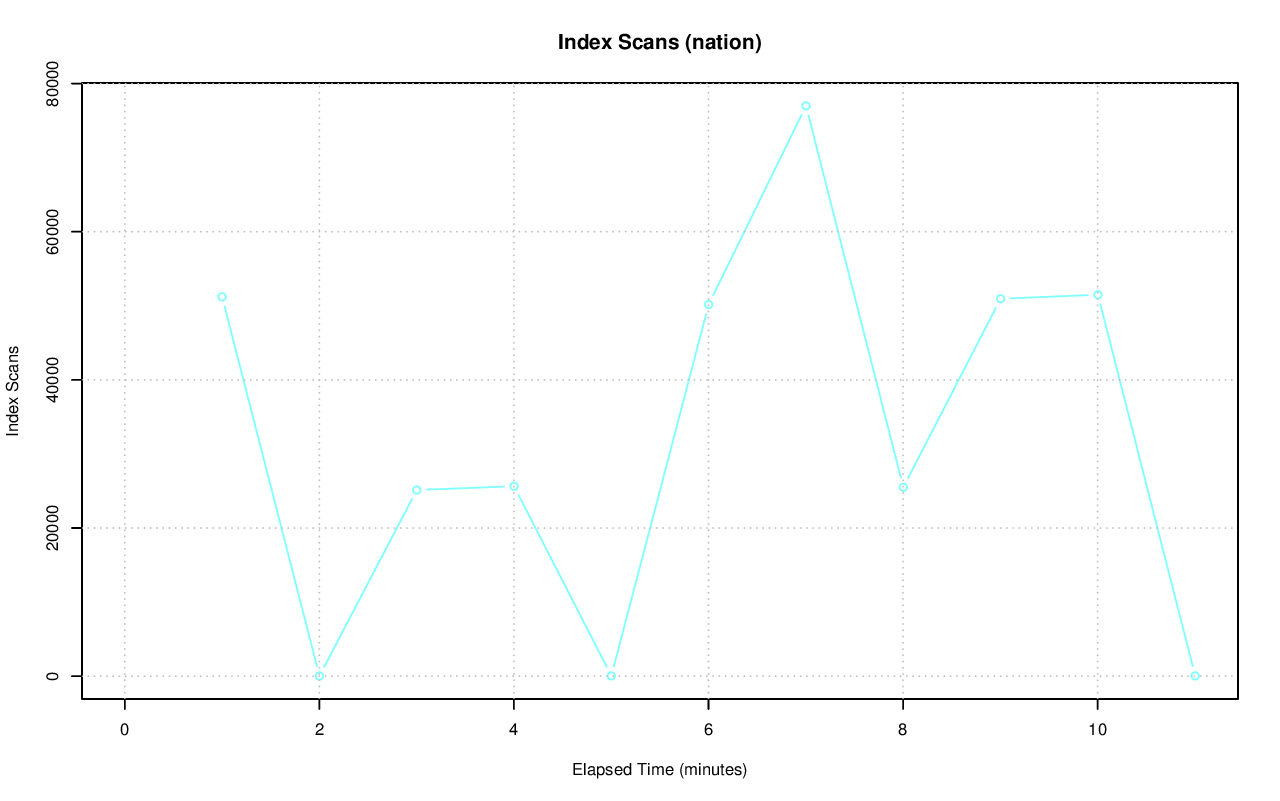 Index Scans (nation)
80000
60000
40000
20000
0
Index Scans
0 2 4 6 8 10
Elapsed Time (minutes)